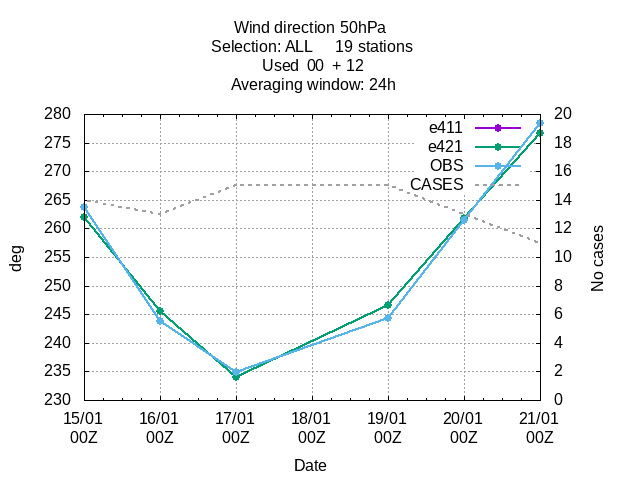 Wind direction 50hPa
Selection: ALL     19 stations
Used  00  + 12
Averaging window: 24h
280
275
270
265
260
255
250
245
240
235
230
deg
20
18
16
14
12
10
8
6
4
2
0
No cases
e411
e421
OBS
CASES
15/01 16/01 17/01 18/01 19/01 20/01 21/01
00Z 00Z 00Z 00Z 00Z 00Z 00Z
Date